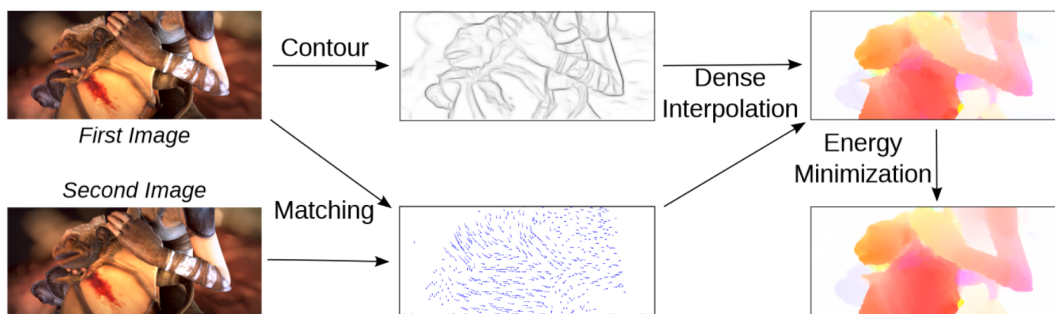 Contour
Dense
Interpolation
First Image
Energy
Minimization
Second Image
Matching